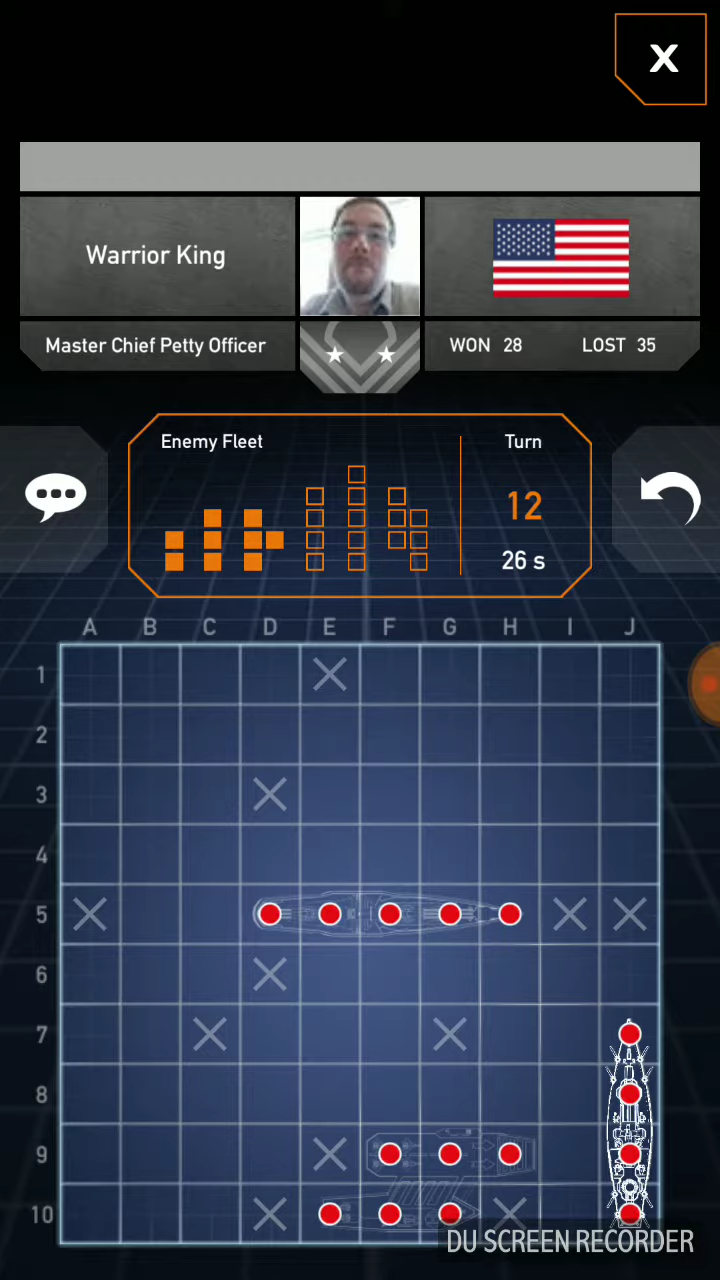 X
Warrior King
Master Chief Petty Officer
WON 28 LOST 35
Enemy Fleet
Turn
12
26 s
A B C D E F G H I J
1
2
3
4
5
6
7
8
9
10
DU SCREEN RECORDER